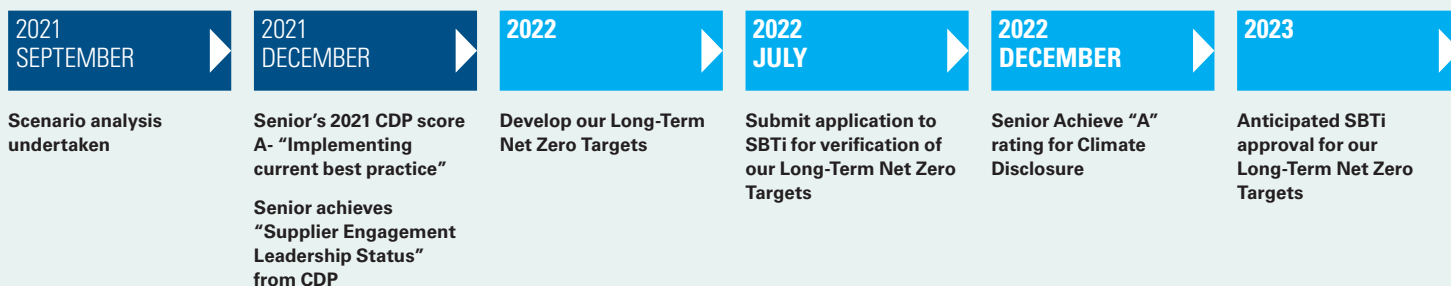 2021
SEPTEMBER
Scenario analysis
undertaken
2021
DECEMBER
Senior’s 2021 CDP score
A- “Implementing
current best practice”
Senior achieves
“Supplier Engagement
Leadership Status”
from CDP
2022
Develop our Long-Term
Net Zero Targets
2022
JULY
Submit application to
SBTi for verification of
our Long-Term Net Zero
Targets
2022
DECEMBER
Senior Achieve “A”
rating for Climate
Disclosure
2023
Anticipated SBTi
approval for our
Long-Term Net Zero
Targets